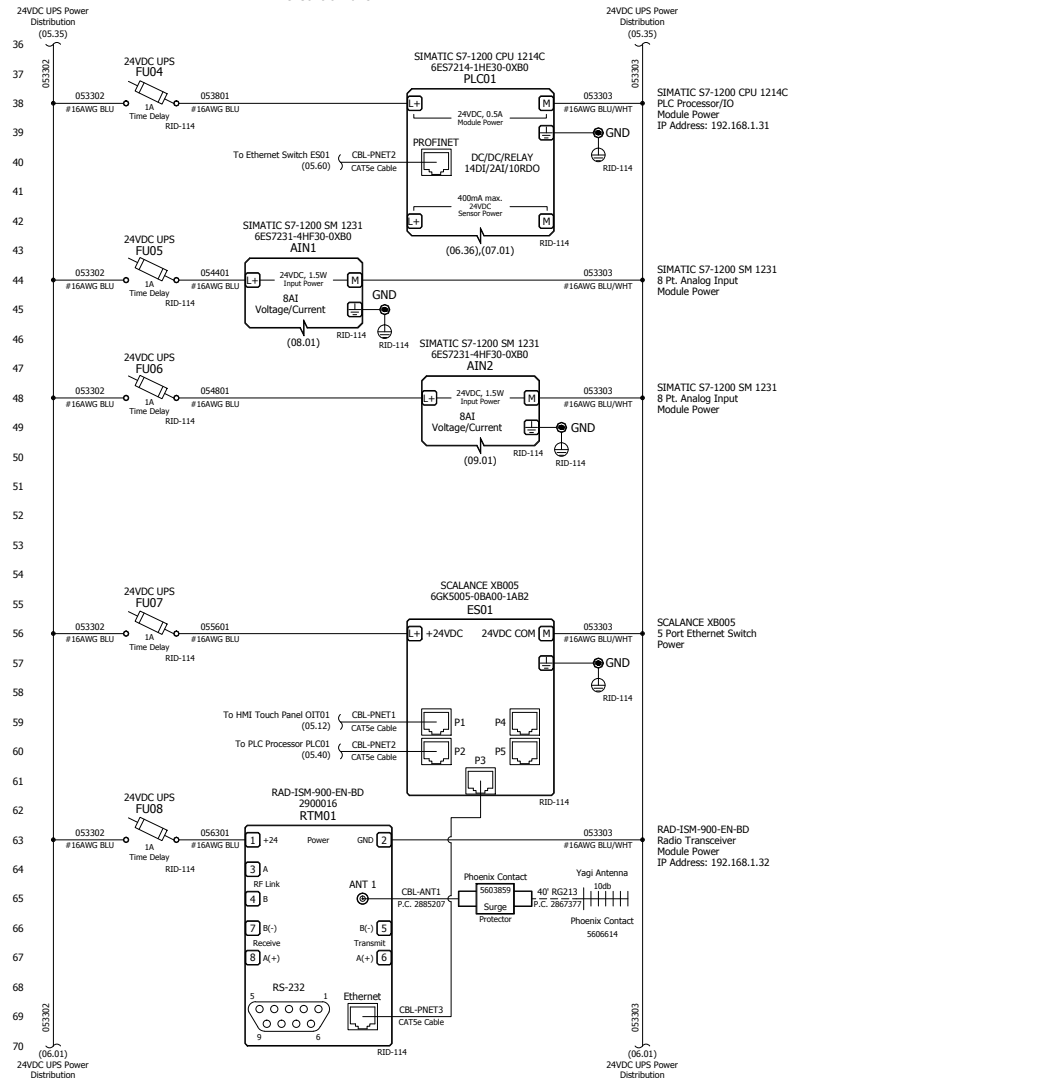 24VDC UPS Power
Distribution
(05.35)
24VDC UPS Power
Distribution
(05.35)
36
053302
053303
24VDC UPS
FU04
SIMATIC S7-1200 CPU 1214C
6ES7214-1HE30-0XB0
PLC01
37
38
053302
#16AWG BLU
1A
Time Delay
RID-114
053801
#16AWG BLU
L+
24VDC, 0.5A
Module Power
M
053303
#16AWG BLU/WHT
SIMATIC S7-1200 CPU 1214C
PLC Processor/IO
Module Power
IP Address: 192.168.1.31
39
GND
RID-114
40
To Ethernet Switch ES01
(05.60)
CBL-PNET2
CAT5e Cable
PROFINET
DC/DC/RELAY
14DI/2AI/10RDO
41
42
400mA max.
24VDC
Sensor Power
L+
M
RID-114
(06.36),(07.01)
43
24VDC UPS
FU05
SIMATIC S7-1200 SM 1231
6ES7231-4HF30-0XB0
AIN1
44
053302
#16AWG BLU
1A
Time Delay
RID-114
054401
#16AWG BLU
L+
24VDC, 1.5W
Input Power
M
053303
#16AWG BLU/WHT
SIMATIC S7-1200 SM 1231
8 Pt. Analog Input
Module Power
45
8AI
Voltage/Current
GND
RID-114
RID-114
(08.01)
46
47
24VDC UPS
FU06
SIMATIC S7-1200 SM 1231
6ES7231-4HF30-0XB0
AIN2
48
053302
#16AWG BLU
1A
Time Delay
RID-114
054801
#16AWG BLU
L+
24VDC, 1.5W
Input Power
M
053303
#16AWG BLU/WHT
SIMATIC S7-1200 SM 1231
8 Pt. Analog Input
Module Power
49
8AI
Voltage/Current
GND
RID-114
RID-114
(09.01)
50
51
52
53
54
55
24VDC UPS
FU07
SCALANCE XB005
6GK5005-0BA00-1AB2
ES01
56
053302
#16AWG BLU
1A
Time Delay
RID-114
055601
#16AWG BLU
L+
+24VDC
24VDC COM
M
053303
#16AWG BLU/WHT
SCALANCE XB005
5 Port Ethernet Switch
Power
57
GND
RID-114
58
59
To HMI Touch Panel OIT01
(05.12)
CBL-PNET1
CAT5e Cable
P1
P4
60
To PLC Processor PLC01
(05.40)
CBL-PNET2
CAT5e Cable
P2
P5
P3
61
RID-114
62
24VDC UPS
FU08
RAD-ISM-900-EN-BD
2900016
RTM01
63
053302
#16AWG BLU
1A
Time Delay
RID-114
056301
#16AWG BLU
1
+24
Power
GND
2
053303
#16AWG BLU/WHT
RAD-ISM-900-EN-BD
Radio Transceiver
Module Power
IP Address: 192.168.1.32
64
3
A
RF Link
65
4
B
ANT 1
CBL-ANT1
P.C. 2885207
Phoenix Contact
5603859
Surge
Protector
40' RG213
P.C. 2867377
Yagi Antenna
10db
Phoenix Contact
5606614
66
7
B(-)
Receive
B(-)
5
Transmit
67
8
A(+)
A(+)
6
68
RS-232
5
1
9
6
Ethernet
69
CBL-PNET3
CAT5e Cable
RID-114
053302
053303
70
(06.01)
24VDC UPS Power
Distribution
(06.01)
24VDC UPS Power
Distribution